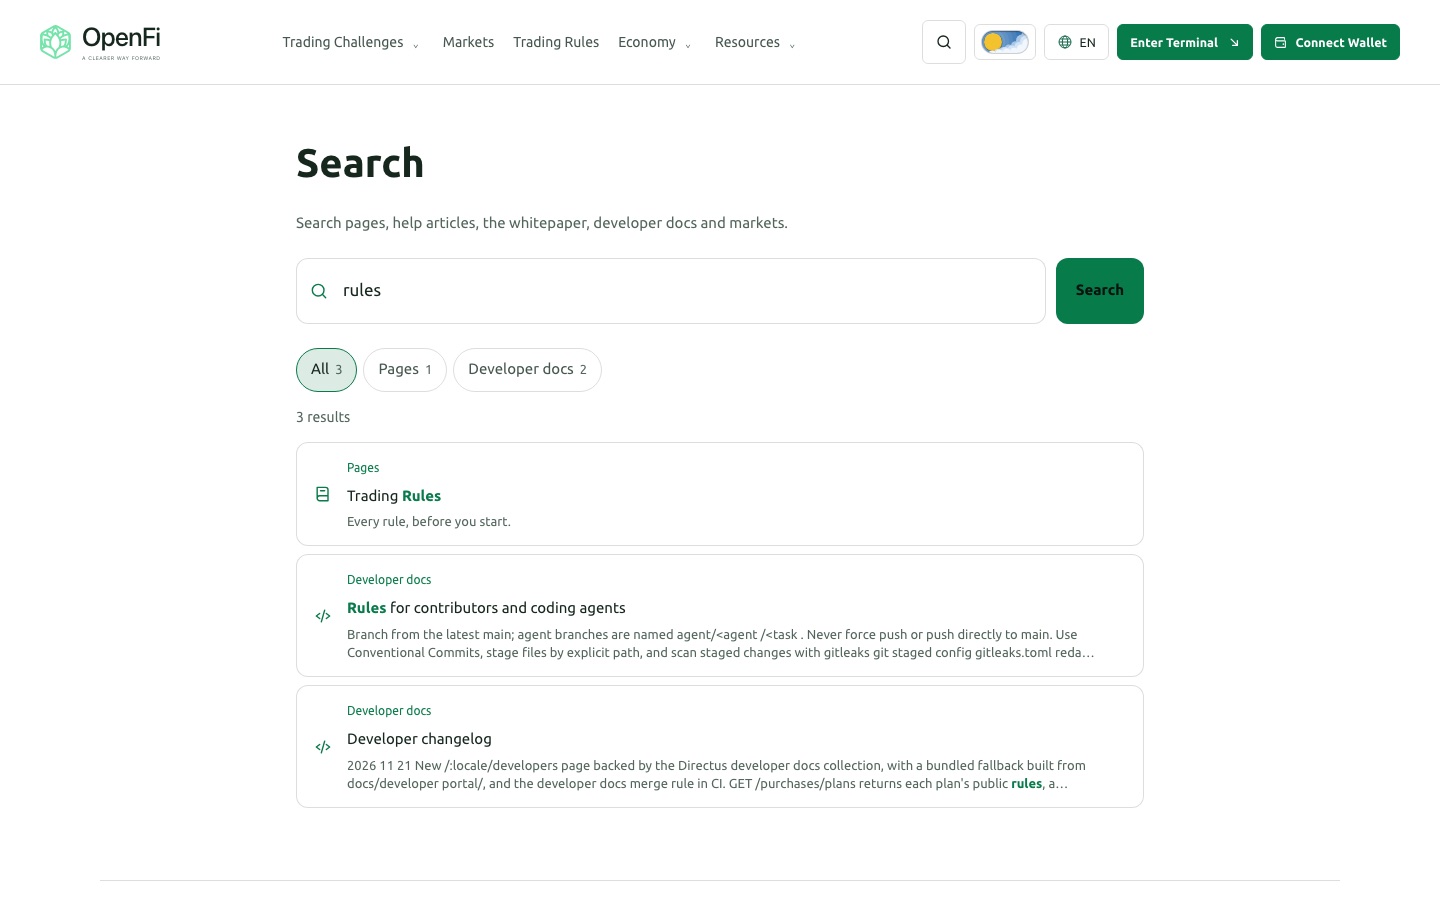 OpenFi
A CLEARER WAY FORWARD
Trading Challenges
Markets
Trading Rules
Economy
Resources
EN
Enter Terminal
Connect Wallet
Search
Search pages, help articles, the whitepaper, developer docs and markets.
rules
Search
All 3
Pages 1
Developer docs 2
3 results
Pages
Trading Rules
Every rule, before you start.
Developer docs
Rules for contributors and coding agents
Branch from the latest main; agent branches are named agent/<agent /<task . Never force push or push directly to main. Use
Conventional Commits, stage files by explicit path, and scan staged changes with gitleaks git staged config gitleaks.toml reda…
Developer docs
Developer changelog
2026 11 21 New /:locale/developers page backed by the Directus developer docs collection, with a bundled fallback built from
docs/developer portal/, and the developer docs merge rule in CI. GET /purchases/plans returns each plan's public rules, a…